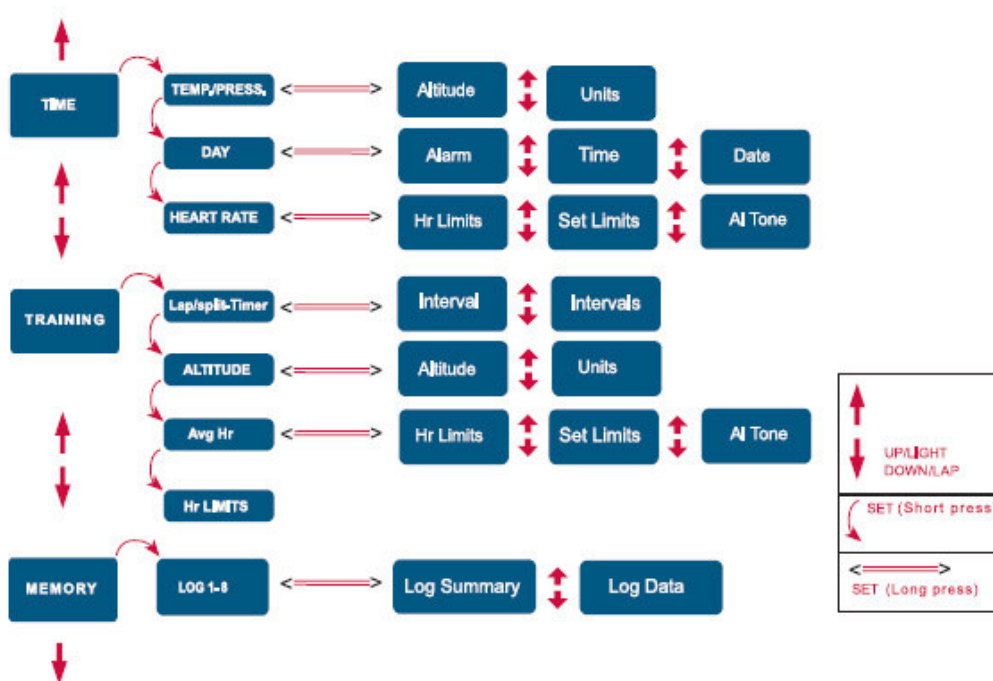 TIME
TEMP./PRESS.
Altitude
Units
DAY
Alarm
Time
Date
HEART RATE
Hr Limits
Set Limits
Al Tone
TRAINING
Lap/split-Timer
Interval
Intervals
ALTITUDE
Altitude
Units
Avg Hr
Hr Limits
Set Limits
Al Tone
Hr LIMITS
MEMORY
LOG 1-8
Log Summary
Log Data
UP/LIGHT
DOWN/LAP
SET (Short press)
SET (Long press)